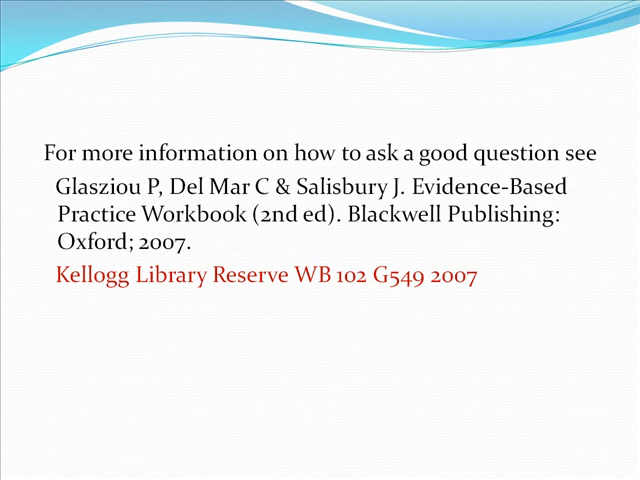 For more information on how to ask a good question see
Glasziou P, Del Mar C & Salisbury J. Evidence-Based
Practice Workbook (2nd ed). Blackwell Publishing:
Oxford; 2007.
Kellogg Library Reserve WB 102 G549 2007